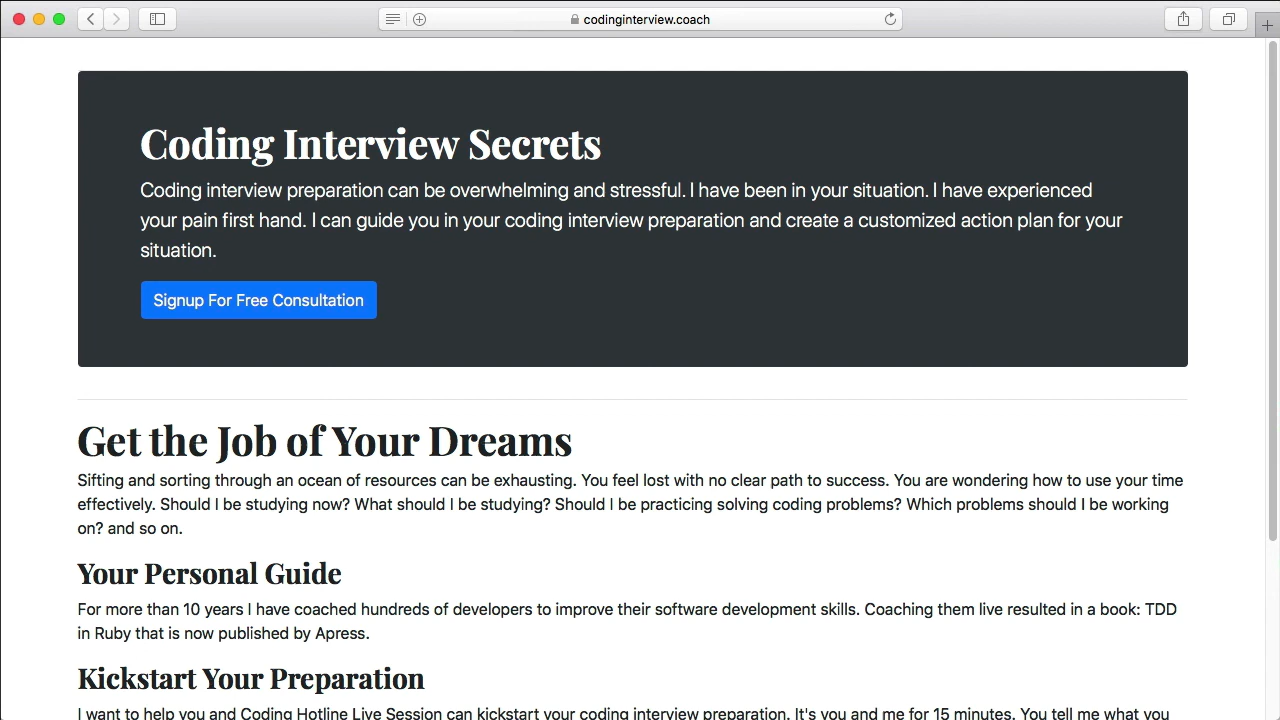 codinginterview.coach
Coding Interview Secrets
Coding interview preparation can be overwhelming and stressful. I have been in your situation. I have experienced
your pain first hand. I can guide you in your coding interview preparation and create a customized action plan for your
situation.
Signup For Free Consultation
Get the Job of Your Dreams
Sifting and sorting through an ocean of resources can be exhausting. You feel lost with no clear path to success. You are wondering how to use your time
effectively. Should I be studying now? What should I be studying? Should I be practicing solving coding problems? Which problems should I be working
on? and so on.
Your Personal Guide
For more than 10 years I have coached hundreds of developers to improve their software development skills. Coaching them live resulted in a book: TDD
in Ruby that is now published by Apress.
Kickstart Your Preparation
I want to help you and Coding Hotline Live Session can kickstart your coding interview preparation. It's you and me for 15 minutes. You tell me what you